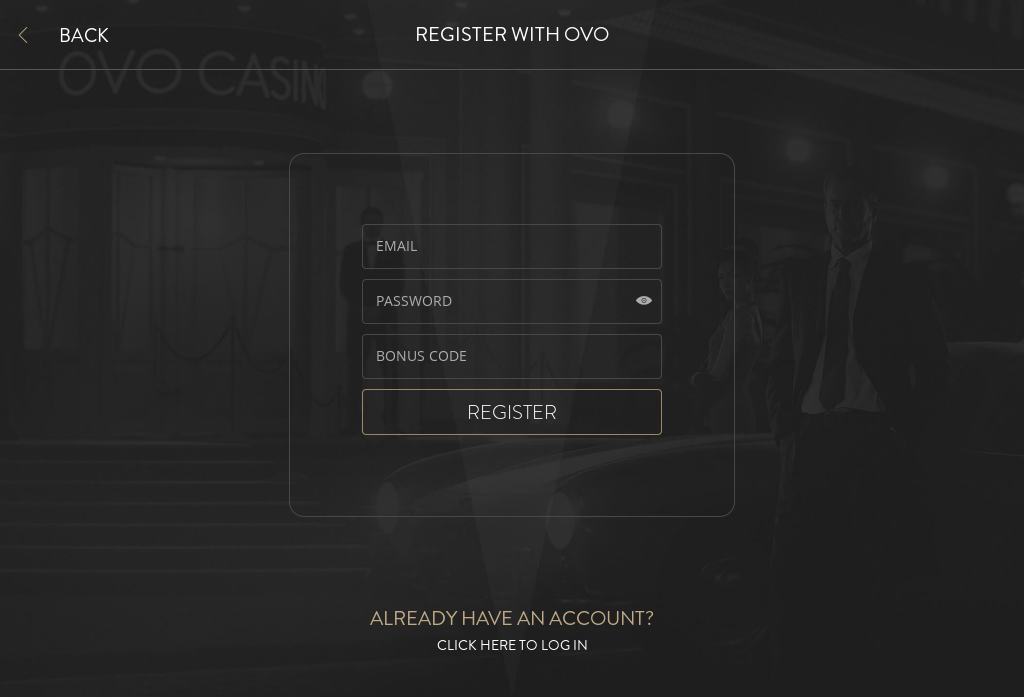 BACK
REGISTER WITH OVO
OVO CASINO
EMAIL
PASSWORD
BONUS CODE
REGISTER
ALREADY HAVE AN ACCOUNT?
CLICK HERE TO LOG IN